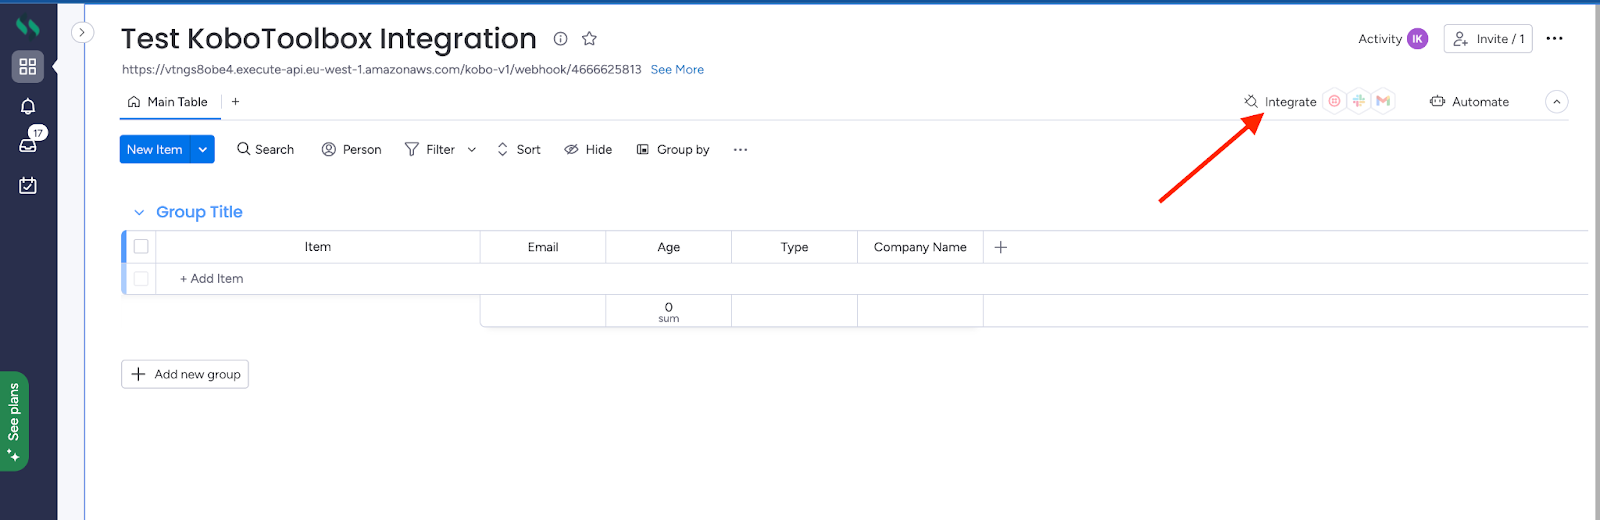 Test KoboToolbox Integration
Activity IK Invite / 1
https://vtngs8obe4.execute-api.eu-west-1.amazonaws.com/kobo-v1/webhook/4666625813 See More
Main Table + Integrate Automate
17
New Item Search Person Filter Sort Hide Group by
Group Title
Item Email Age Type Company Name +
+ Add Item
0
sum
+ Add new group
See plans